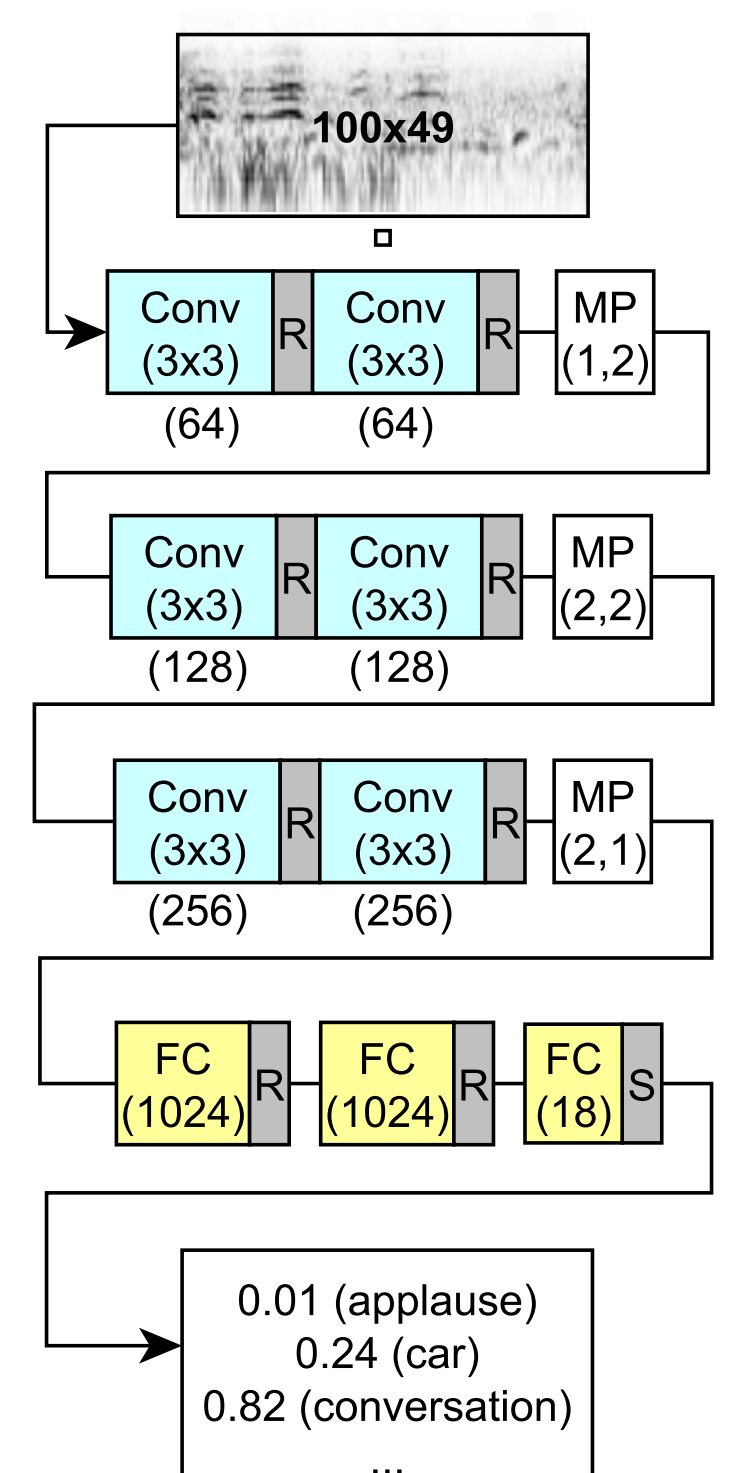 100x49
Conv R Conv R MP
(3x3) (3x3) (1,2)
(64) (64)
Conv R Conv R MP
(3x3) (3x3) (2,2)
(128) (128)
Conv R Conv R MP
(3x3) (3x3) (2,1)
(256) (256)
FC R FC R FC S
(1024) (1024) (18)
0.01 (applause)
0.24 (car)
0.82 (conversation)
...